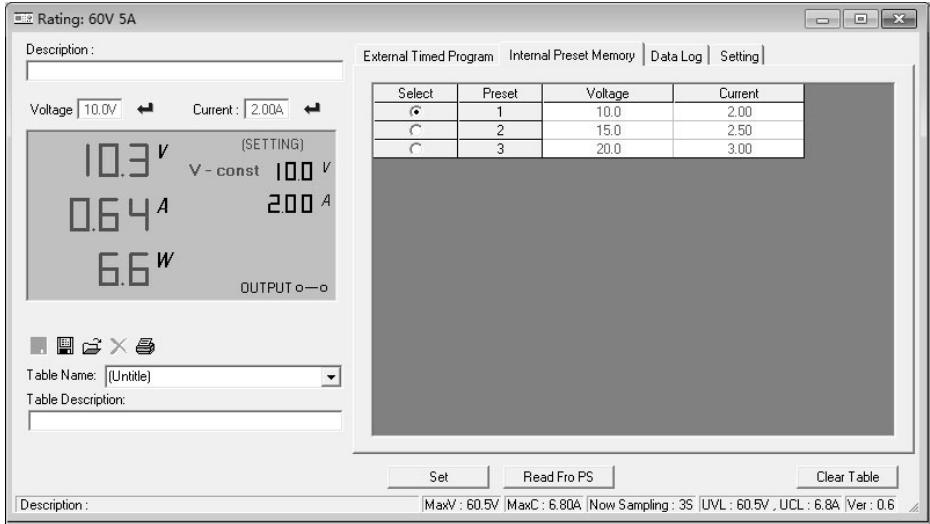 Rating: 60V 5A
Description :
External Timed Program Internal Preset Memory Data Log Setting
Voltage 10.0V Current : 2.00A
Select Preset Voltage Current
1 10.0 2.00
2 15.0 2.50
3 20.0 3.00
10.3 V (SETTING)
V - const 10.0 V
0.64 A 2.00 A
6.6 W
OUTPUT
Table Name: (Untitle)
Table Description:
Set Read Fro PS Clear Table
Description : MaxV : 60.5V MaxC : 6.80A Now Sampling : 3S UVL : 60.5V , UCL : 6.8A Ver : 0.6